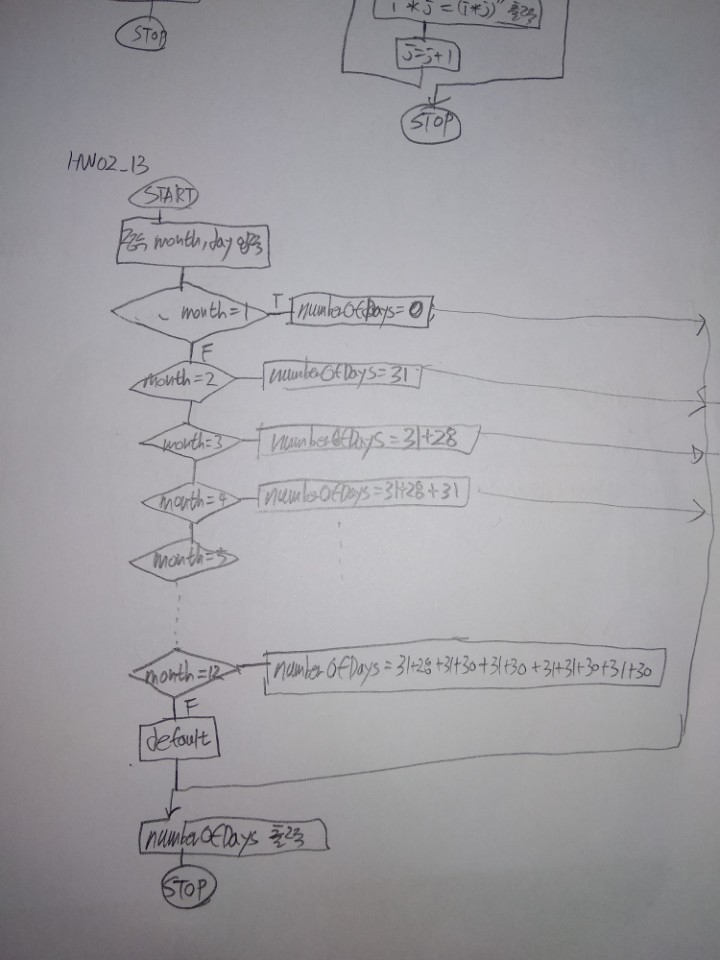 STOP
i * j = (i*j)" 출력
j=j+1
STOP
HW02_13
START
month, day 입력
month=1
T
numberOfDays=0
F
month=2
numberOfDays=31
month=3
numberOfDays=31+28
month=4
numberOfDays=31+28+31
month=5
month=12
numberOfDays=31+28+31+30+31+30+31+31+30+31+30
F
default
numberOfDays 출력
STOP